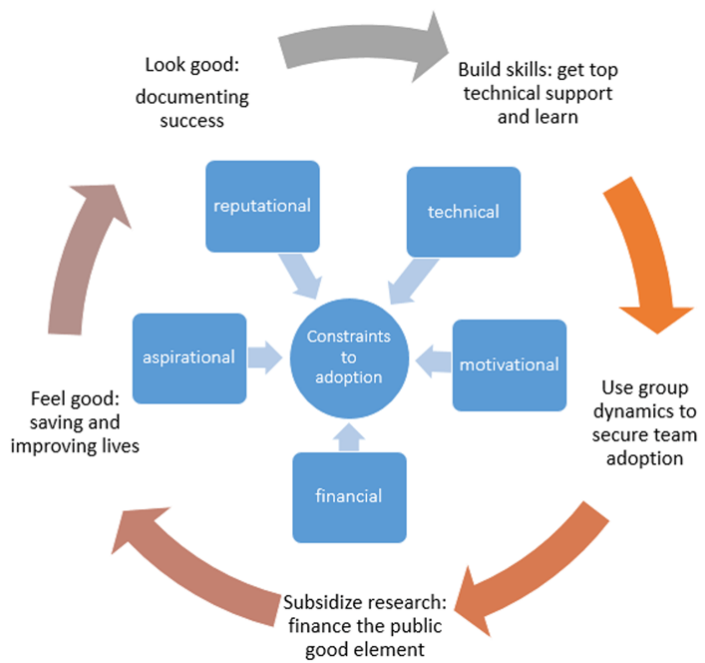 Look good:
documenting
success
Build skills: get top
technical support
and learn
reputational
technical
Constraints
to
adoption
aspirational
motivational
Feel good:
saving and
improving lives
Use group
dynamics to
secure team
adoption
financial
Subsidize research:
finance the public
good element